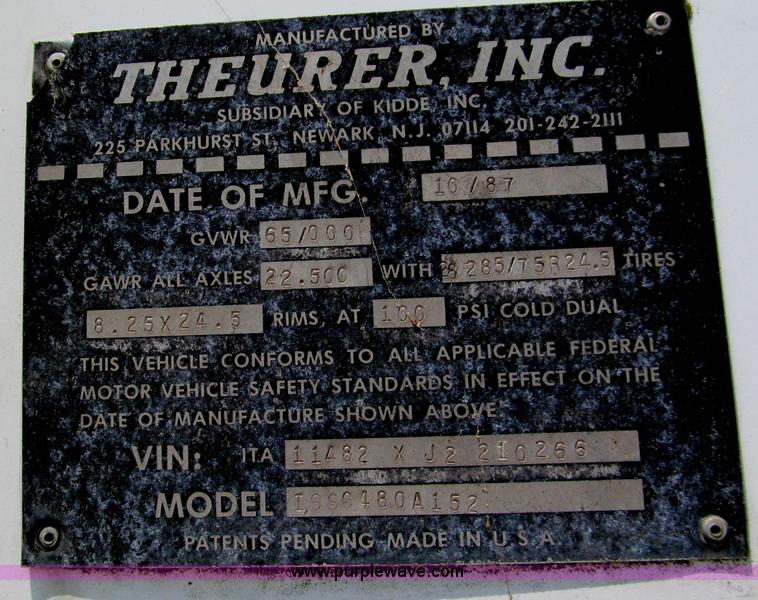 MANUFACTURED BY
THEURER, INC.
SUBSIDIARY OF KIDDE, INC.
225 PARKHURST ST. NEWARK, N.J. 07114 201-242-2111
DATE OF MFG. 10/87
GVWR 65/000
GAWR ALL AXLES 22.500 WITH 285/75R24.5 TIRES
8.25X24.5 RIMS, AT 100 PSI COLD DUAL
THIS VEHICLE CONFORMS TO ALL APPLICABLE FEDERAL
MOTOR VEHICLE SAFETY STANDARDS IN EFFECT ON THE
DATE OF MANUFACTURE SHOWN ABOVE
VIN: ITA 11482 X J2 210266
MODEL ISSC480A152
PATENTS PENDING MADE IN U.S.A.
www.purplewave.com